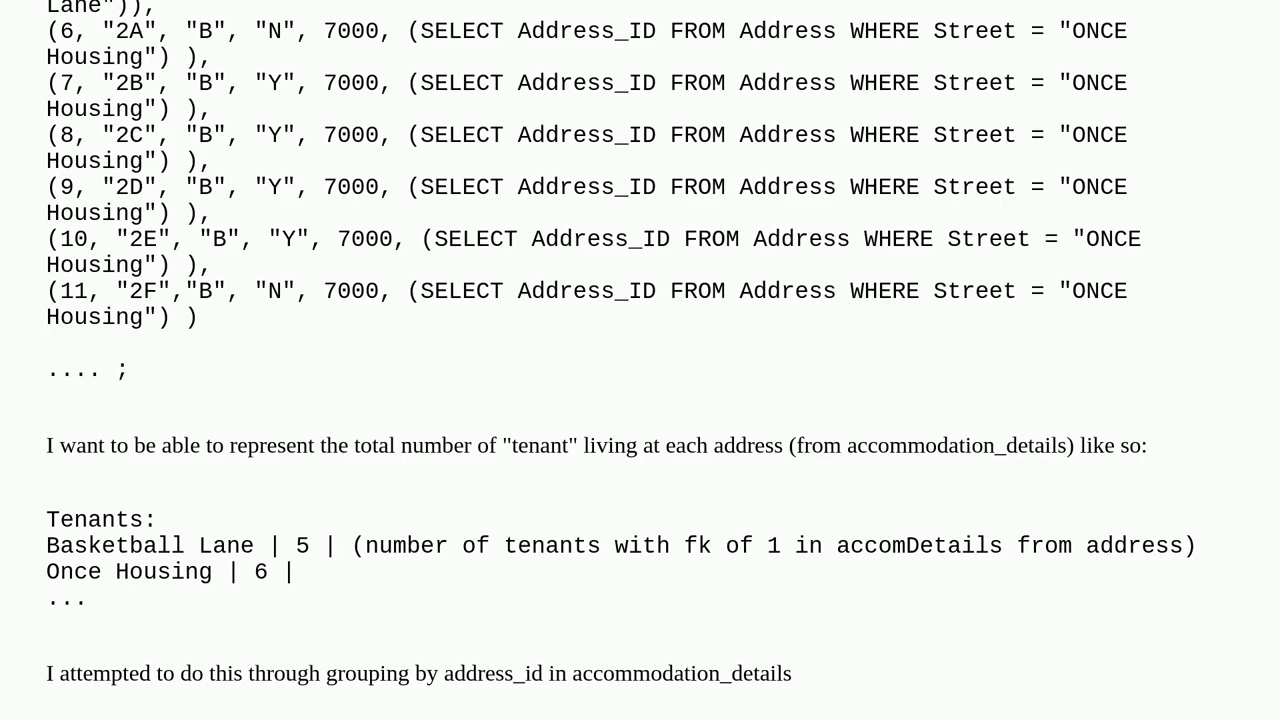 Lane")),
(6, "2A", "B", "N", 7000, (SELECT Address_ID FROM Address WHERE Street = "ONCE
Housing") ),
(7, "2B", "B", "Y", 7000, (SELECT Address_ID FROM Address WHERE Street = "ONCE
Housing") ),
(8, "2C", "B", "Y", 7000, (SELECT Address_ID FROM Address WHERE Street = "ONCE
Housing") ),
(9, "2D", "B", "Y", 7000, (SELECT Address_ID FROM Address WHERE Street = "ONCE
Housing") ),
(10, "2E", "B", "Y", 7000, (SELECT Address_ID FROM Address WHERE Street = "ONCE
Housing") ),
(11, "2F","B", "N", 7000, (SELECT Address_ID FROM Address WHERE Street = "ONCE
Housing") )
.... ;
I want to be able to represent the total number of "tenant" living at each address (from accommodation_details) like so:
Tenants:
Basketball Lane | 5 | (number of tenants with fk of 1 in accomDetails from address)
Once Housing | 6 |
...
I attempted to do this through grouping by address_id in accommodation_details